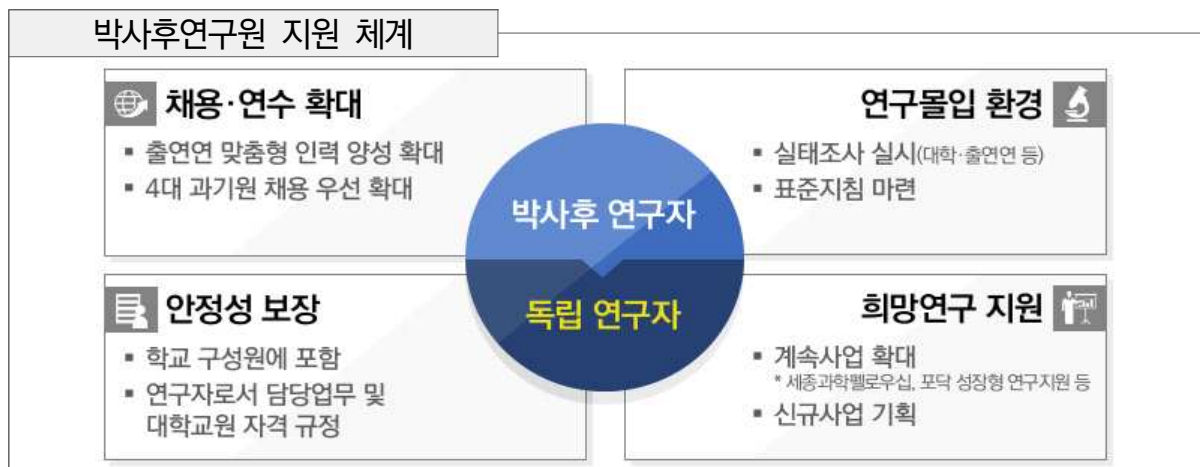 박사후연구원 지원 체계
채용·연수 확대
▪ 출연연 맞춤형 인력 양성 확대
▪ 4대 과기원 채용 우선 확대
연구몰입 환경
▪ 실태조사 실시(대학·출연연 등)
▪ 표준지침 마련
박사후 연구자
독립 연구자
안정성 보장
▪ 학교 구성원에 포함
▪ 연구자로서 담당업무 및
대학교원 자격 규정
희망연구 지원
▪ 계속사업 확대
* 세종과학펠로우십, 포닥 성장형 연구지원 등
▪ 신규사업 기획